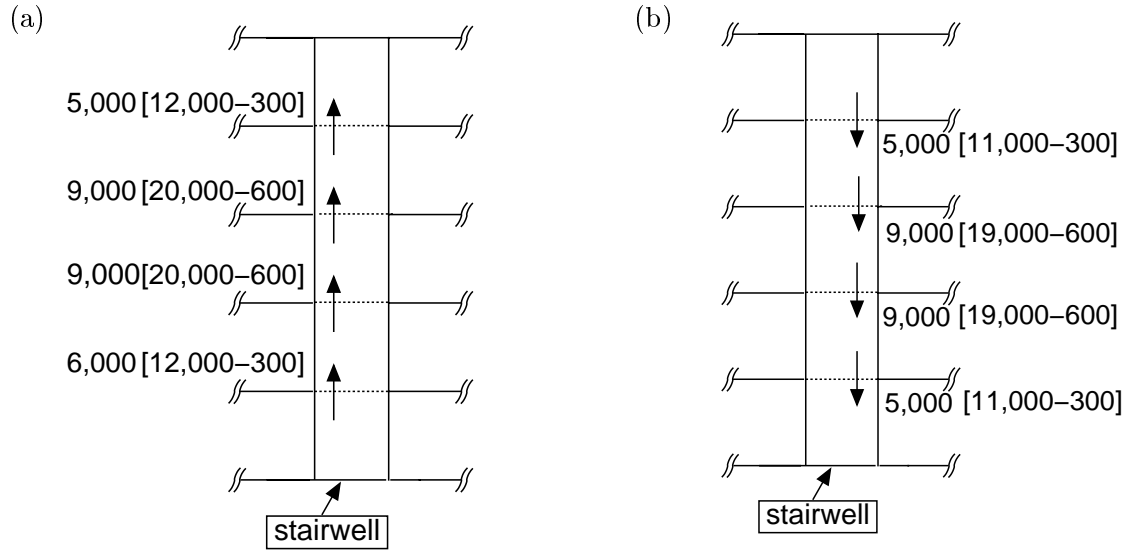 (a)
5,000 [12,000–300]
9,000 [20,000–600]
9,000[20,000–600]
6,000 [12,000–300]
stairwell
(b)
5,000 [11,000–300]
9,000 [19,000–600]
9,000 [19,000–600]
5,000 [11,000–300]
stairwell